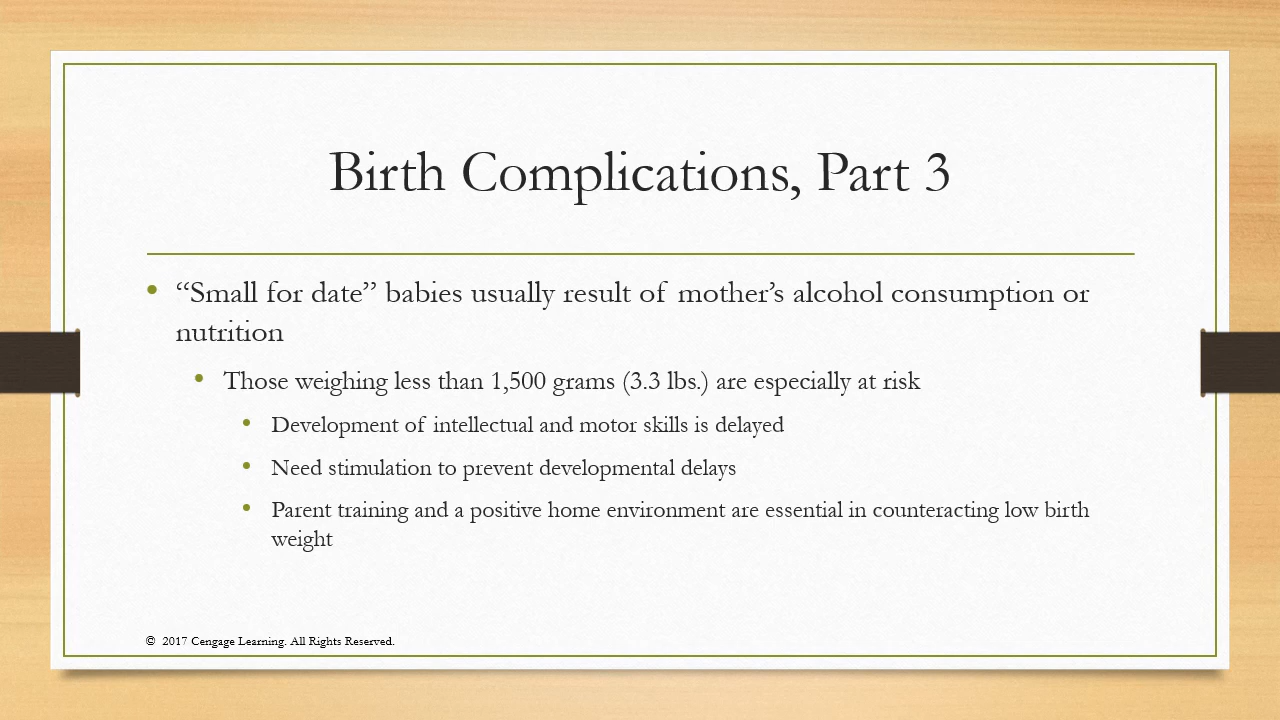 Birth Complications, Part 3
• “Small for date” babies usually result of mother’s alcohol consumption or
nutrition
• Those weighing less than 1,500 grams (3.3 lbs.) are especially at risk
• Development of intellectual and motor skills is delayed
• Need stimulation to prevent developmental delays
• Parent training and a positive home environment are essential in counteracting low birth
weight
© 2017 Cengage Learning. All Rights Reserved.